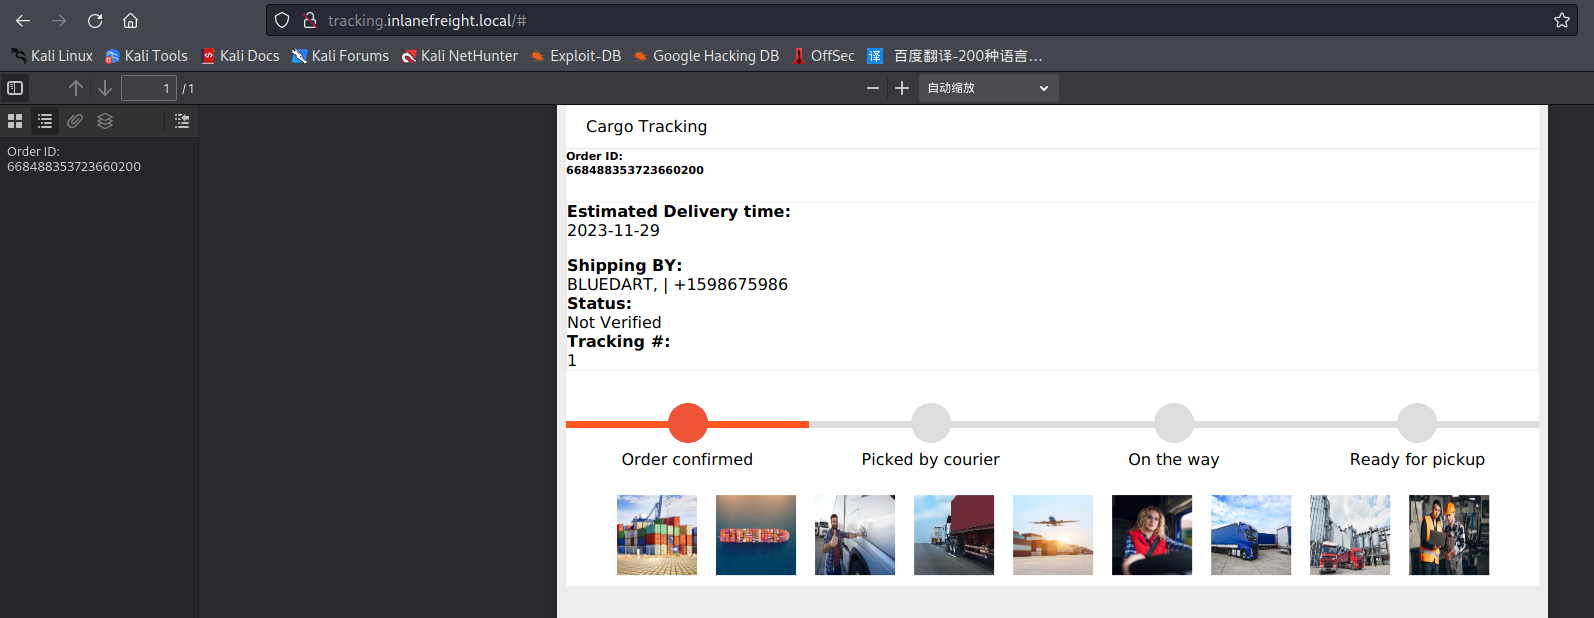 tracking.inlanefreight.local/#
Kali Linux Kali Tools Kali Docs Kali Forums Kali NetHunter Exploit-DB Google Hacking DB OffSec 译 百度翻译-200种语言...
1 /1 自动缩放
Cargo Tracking
Order ID:
668488353723660200
Order ID:
668488353723660200
Estimated Delivery time:
2023-11-29
Shipping BY:
BLUEDART, | +1598675986
Status:
Not Verified
Tracking #:
1
Order confirmed Picked by courier On the way Ready for pickup